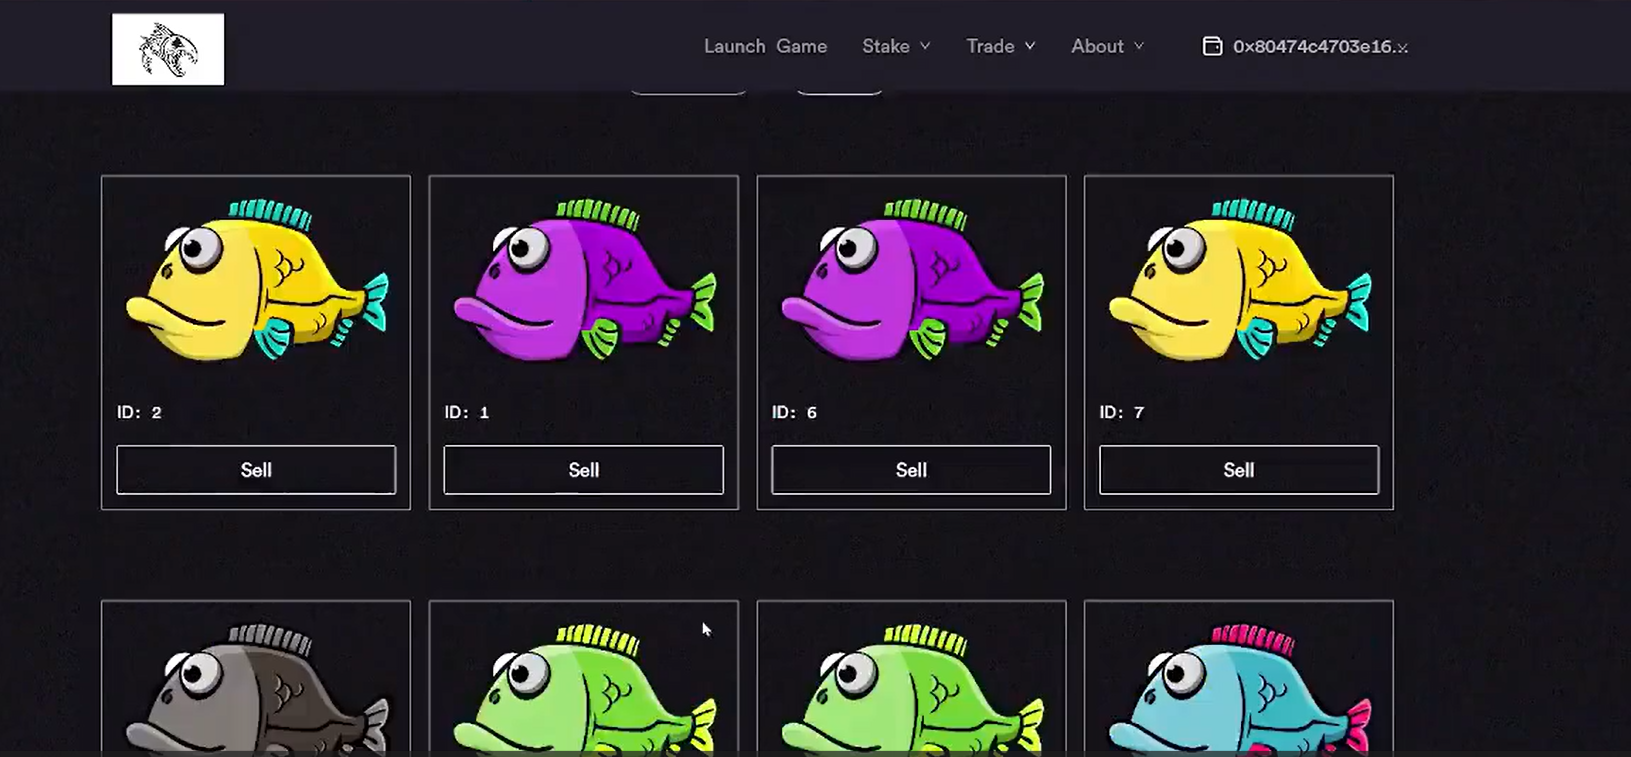 Launch Game Stake Trade About 0x80474c4703e16...
ID: 2 ID: 1 ID: 6 ID: 7
Sell Sell Sell Sell